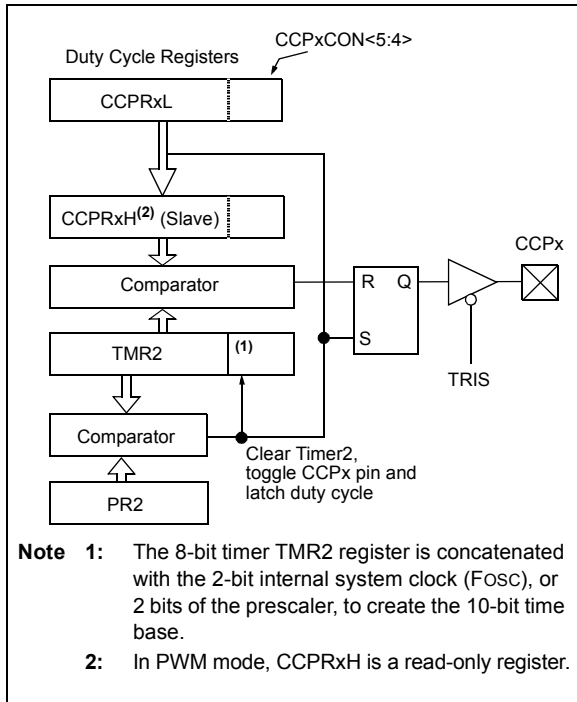 CCPxCON<5:4>
Duty Cycle Registers
CCPRxL
CCPRxH(2) (Slave)
CCPx
Comparator
R Q
TMR2 (1)
S
TRIS
Comparator
Clear Timer2,
toggle CCPx pin and
latch duty cycle
PR2
Note 1: The 8-bit timer TMR2 register is concatenated
with the 2-bit internal system clock (FOSC), or
2 bits of the prescaler, to create the 10-bit time
base.
2: In PWM mode, CCPRxH is a read-only register.